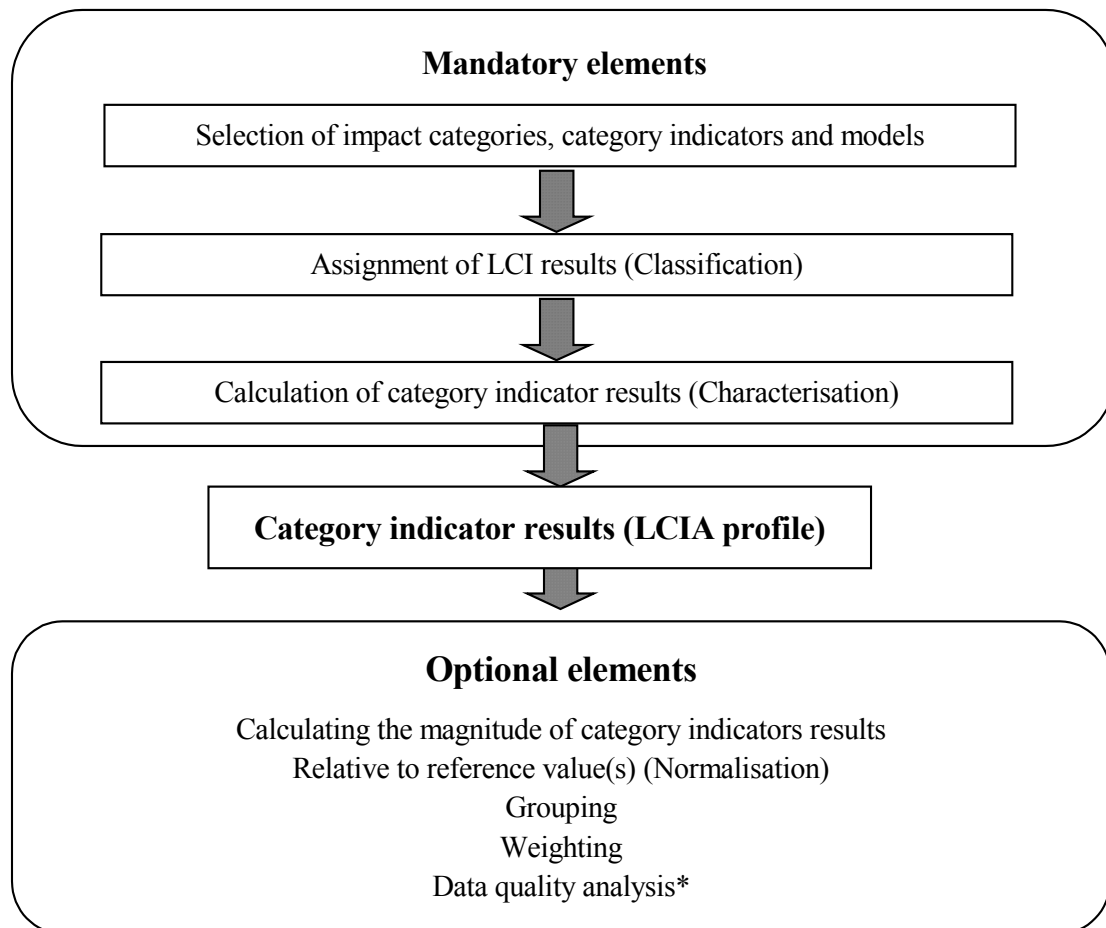 Mandatory elements
Selection of impact categories, category indicators and models
Assignment of LCI results (Classification)
Calculation of category indicator results (Characterisation)
Category indicator results (LCIA profile)
Optional elements
Calculating the magnitude of category indicators results
Relative to reference value(s) (Normalisation)
Grouping
Weighting
Data quality analysis*